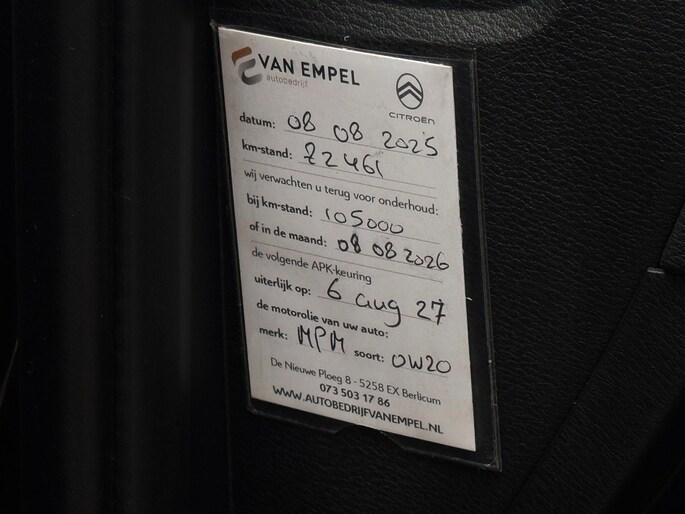 VAN EMPEL
autobedrijf
CITROËN
datum: 08 08 2025
km-stand: 72461
wij verwachten u terug voor onderhoud:
bij km-stand: 105000
of in de maand: 08 08 2026
de volgende APK-keuring
uiterlijk op: 6 aug 27
de motorolie van uw auto:
merk: MPM soort: 0W20
De Nieuwe Ploeg 8 - 5258 EX Berlicum
073 503 17 86
WWW.AUTOBEDRIJFVANEMPEL.NL